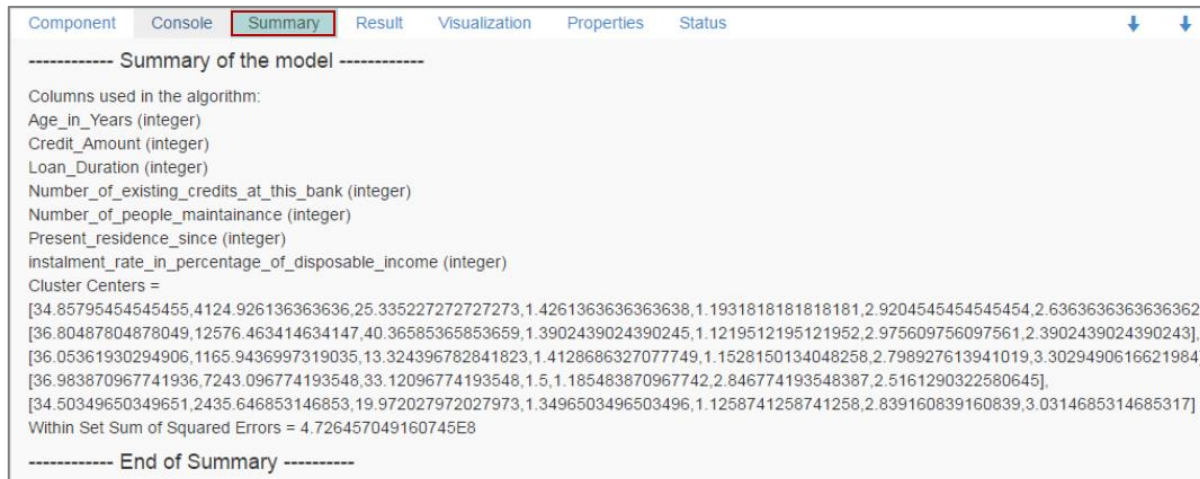 Component Console Summary Result Visualization Properties Status
------------ Summary of the model ------------
Columns used in the algorithm:
Age_in_Years (integer)
Credit_Amount (integer)
Loan_Duration (integer)
Number_of_existing_credits_at_this_bank (integer)
Number_of_people_maintainance (integer)
Present_residence_since (integer)
instalment_rate_in_percentage_of_disposable_income (integer)
Cluster Centers =
[34.85795454545455,4124.926136363636,25.335227272727273,1.4261363636363638,1.1931818181818181,2.9204545454545454,2.6363636363636362
[36.80487804878049,12576.463414634147,40.36585365853659,1.3902439024390245,1.1219512195121952,2.975609756097561,2.3902439024390243],
[36.05361930294906,1165.9436997319035,13.324396782841823,1.4128686327077749,1.1528150134048258,2.798927613941019,3.3029490616621984]
[36.983870967741936,7243.096774193548,33.12096774193548,1.5,1.185483870967742,2.846774193548387,2.5161290322580645],
[34.50349650349651,2435.646853146853,19.972027972027973,1.3496503496503496,1.1258741258741258,2.839160839160839,3.0314685314685317]
Within Set Sum of Squared Errors = 4.726457049160745E8
------------ End of Summary ----------